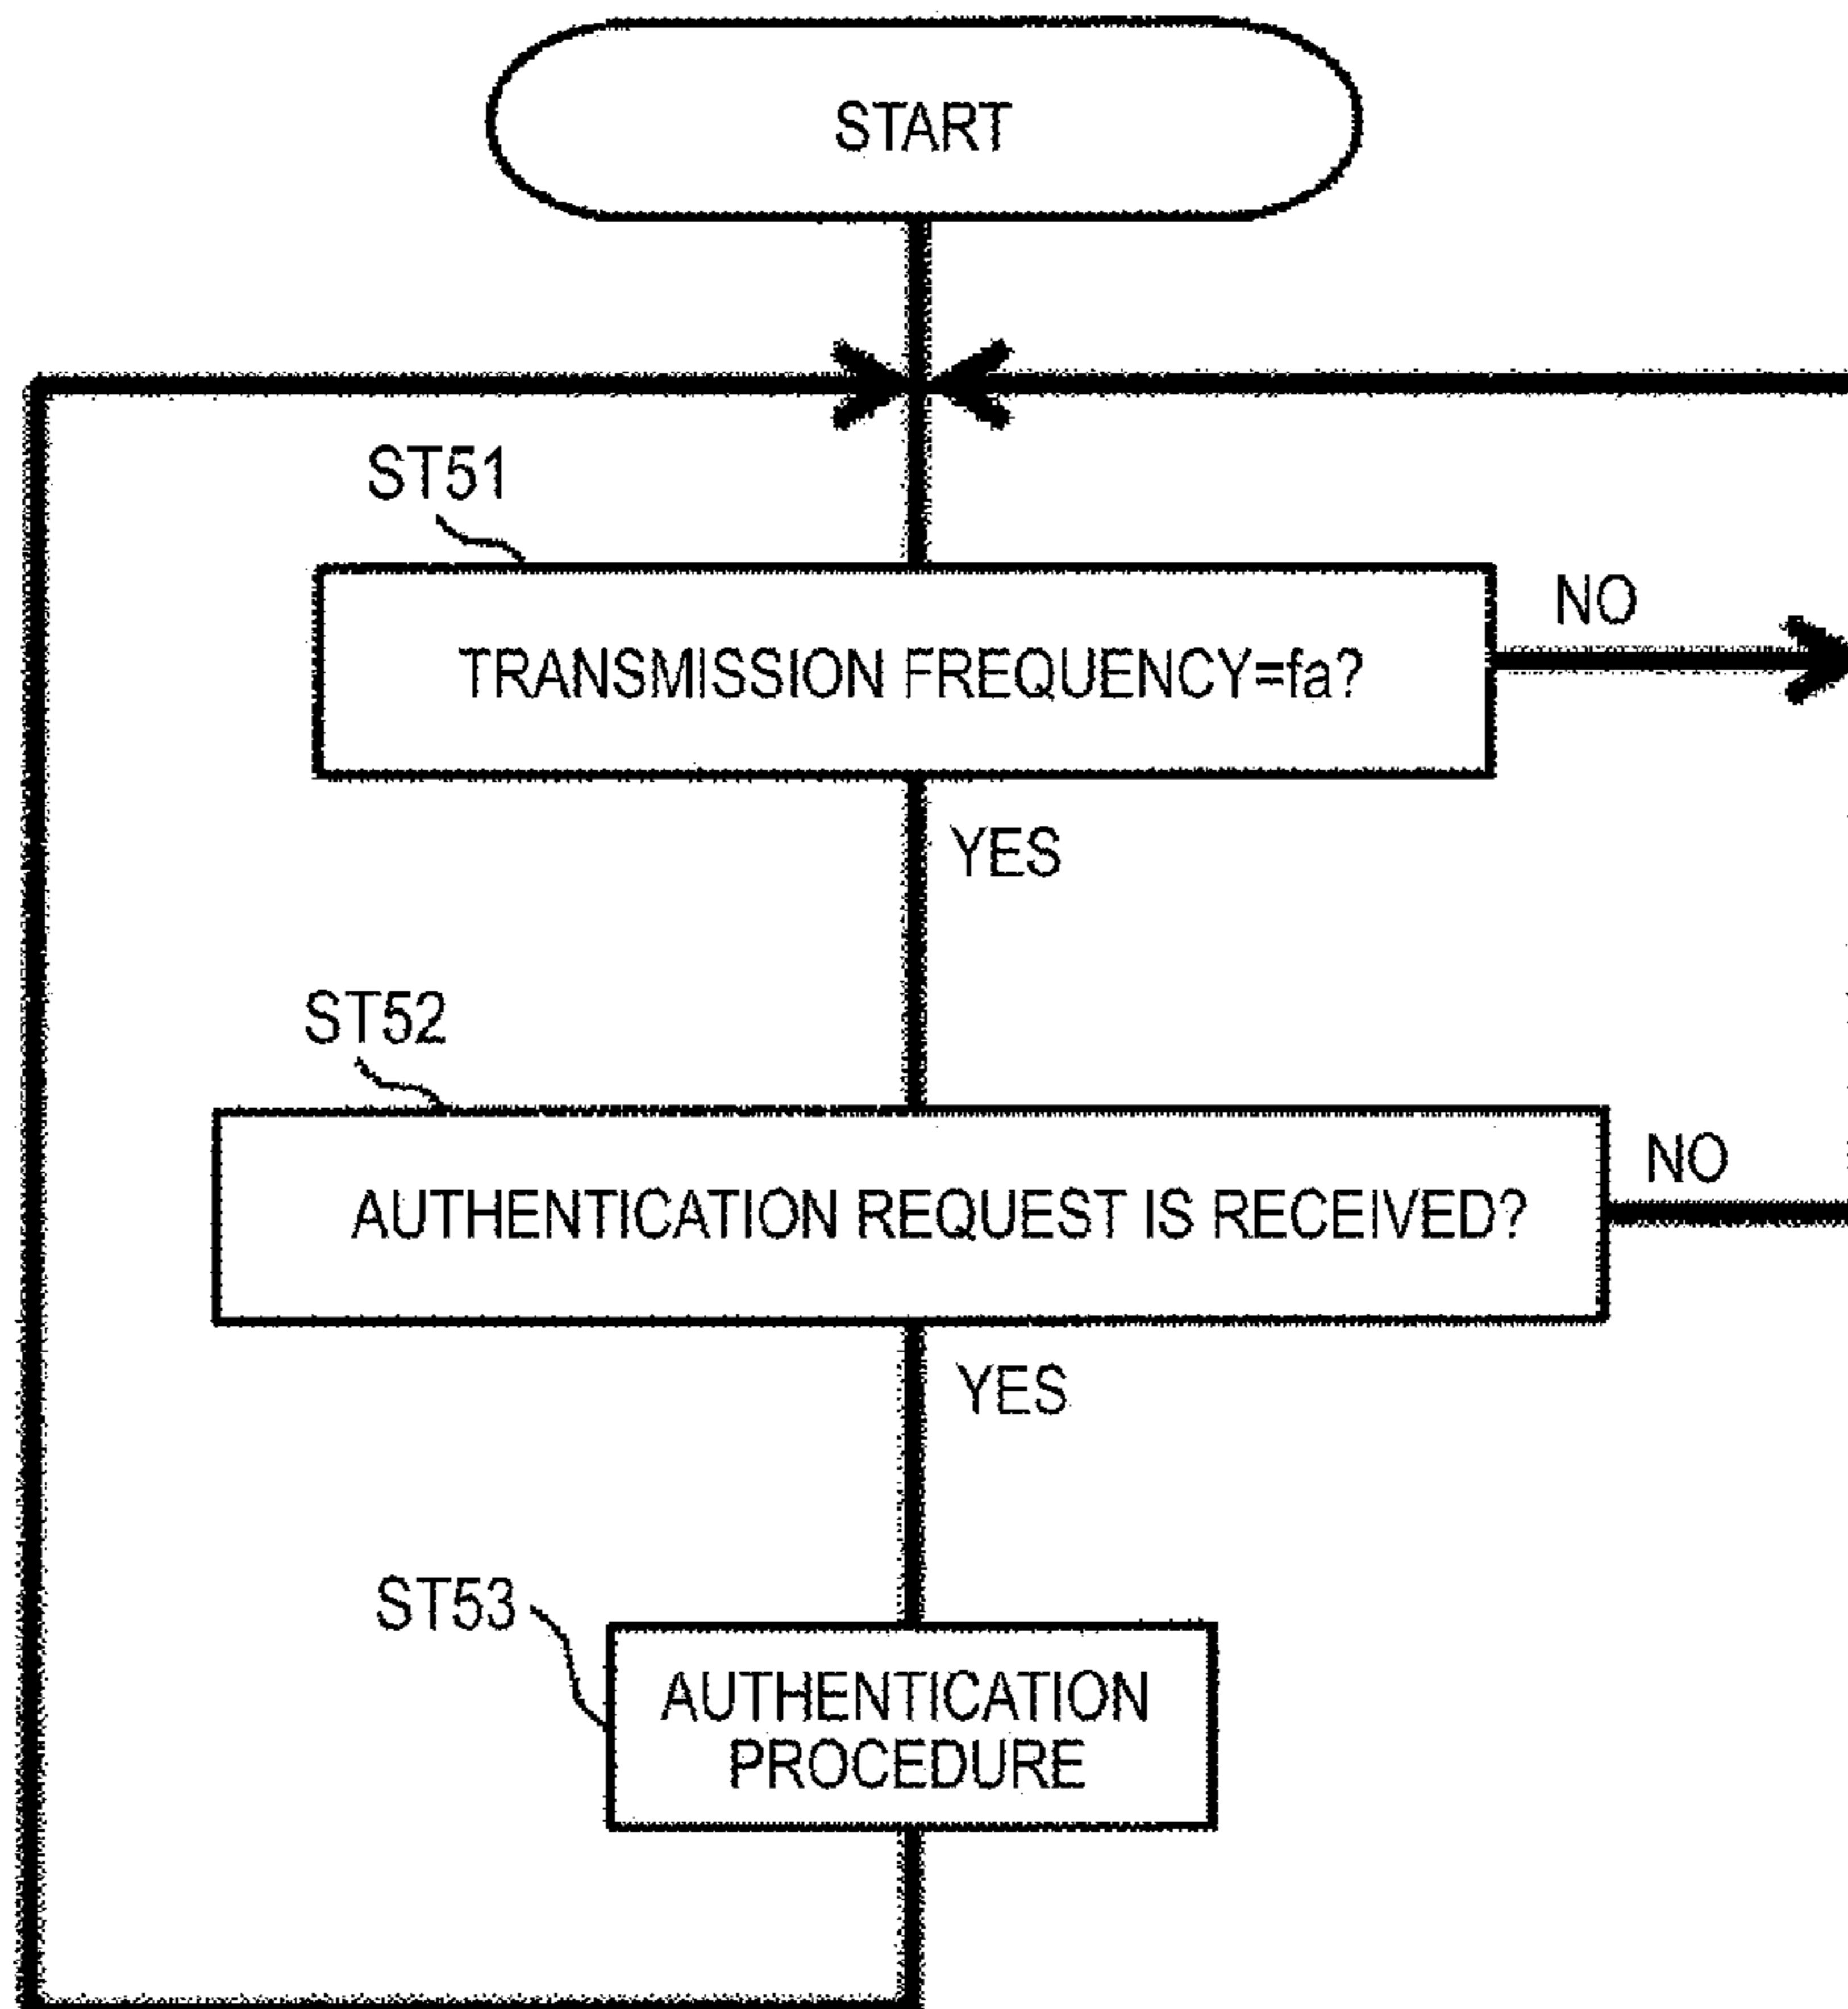 START
ST51
TRANSMISSION FREQUENCY=fa?
NO
YES
ST52
AUTHENTICATION REQUEST IS RECEIVED?
NO
YES
ST53
AUTHENTICATION
PROCEDURE